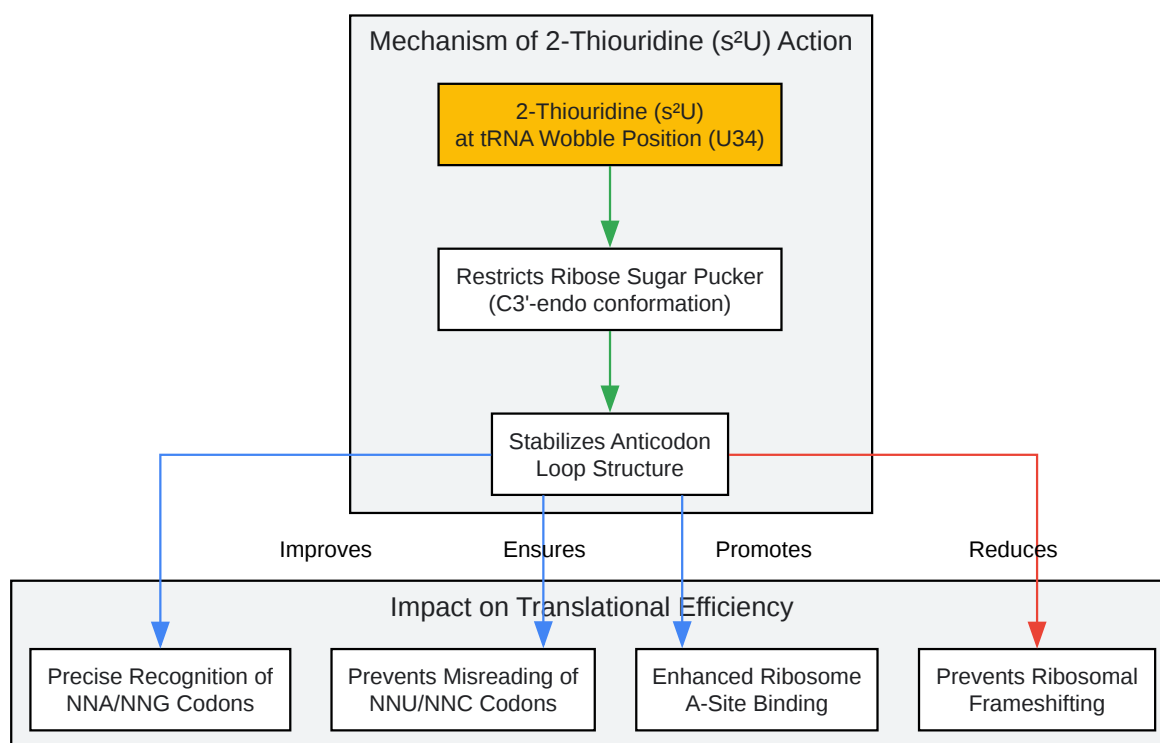 Mechanism of 2-Thiouridine (s²U) Action
2-Thiouridine (s²U)
at tRNA Wobble Position (U34)
Restricts Ribose Sugar Pucker
(C3'-endo conformation)
Stabilizes Anticodon
Loop Structure
Improves
Ensures
Promotes
Reduces
Impact on Translational Efficiency
Precise Recognition of
NNA/NNG Codons
Prevents Misreading of
NNU/NNC Codons
Enhanced Ribosome
A-Site Binding
Prevents Ribosomal
Frameshifting